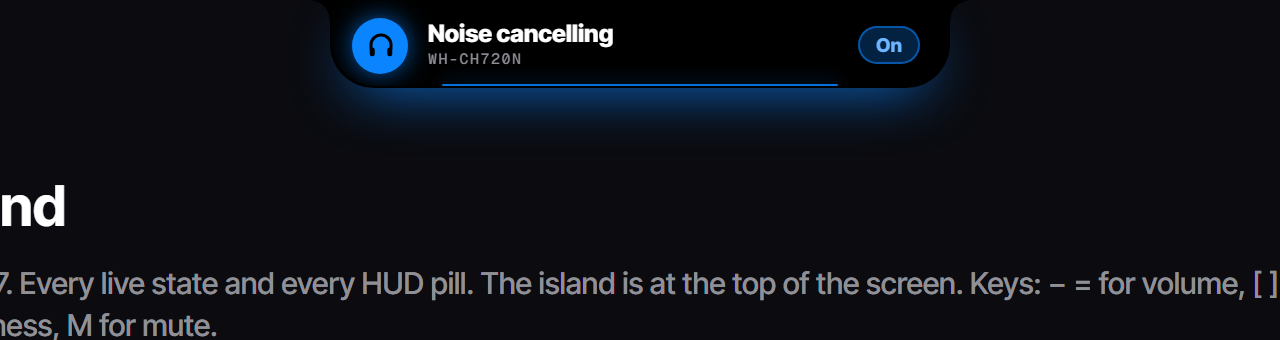 Noise cancelling
WH-CH720N
On
nd
7. Every live state and every HUD pill. The island is at the top of the screen. Keys: − = for volume, [ ]
ness, M for mute.